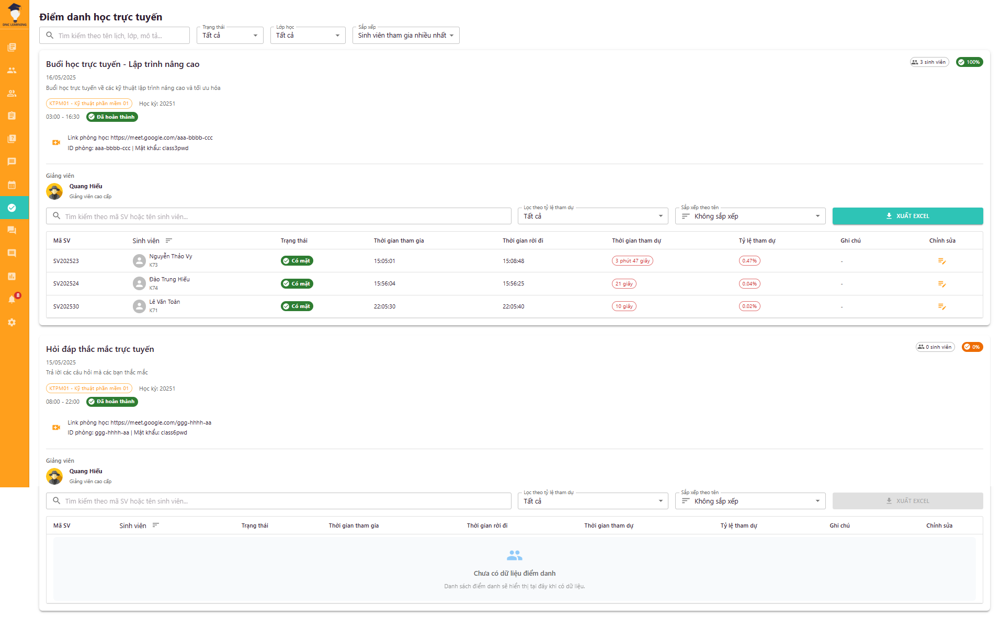 DNC LEARNING
8
Điểm danh học trực tuyến
Tìm kiếm theo tên lịch, lớp, mô tả...
Trạng thái
Tất cả
Lớp học
Tất cả
Sắp xếp
Sinh viên tham gia nhiều nhất
Buổi học trực tuyến - Lập trình nâng cao
3 sinh viên
100%
16/05/2025
Buổi học trực tuyến về các kỹ thuật lập trình nâng cao và tối ưu hóa
KTPM01 - Kỹ thuật phần mềm 01 Học kỳ: 20251
03:00 - 16:30 Đã hoàn thành
Link phòng học: https://meet.google.com/aaa-bbbb-ccc
ID phòng: aaa-bbbb-ccc | Mật khẩu: class3pwd
Giảng viên
Quang Hiếu
Giảng viên cao cấp
Tìm kiếm theo mã SV hoặc tên sinh viên...
Lọc theo tỷ lệ tham dự
Tất cả
Sắp xếp theo tên
Không sắp xếp
XUẤT EXCEL
Mã SV Sinh viên Trạng thái Thời gian tham gia Thời gian rời đi Thời gian tham dự Tỷ lệ tham dự Ghi chú Chỉnh sửa
SV202523 Nguyễn Thảo Vy Có mặt 15:05:01 15:08:48 3 phút 47 giây 0.47% -
K73
SV202524 Đào Trung Hiếu Có mặt 15:56:04 15:56:25 21 giây 0.04% -
K74
SV202530 Lê Văn Toàn Có mặt 22:05:30 22:05:40 10 giây 0.02% -
K71
Hỏi đáp thắc mắc trực tuyến
0 sinh viên
0%
15/05/2025
Trả lời các câu hỏi mà các bạn thắc mắc
KTPM01 - Kỹ thuật phần mềm 01 Học kỳ: 20251
08:00 - 22:00 Đã hoàn thành
Link phòng học: https://meet.google.com/ggg-hhhh-aa
ID phòng: ggg-hhhh-aa | Mật khẩu: class6pwd
Giảng viên
Quang Hiếu
Giảng viên cao cấp
Tìm kiếm theo mã SV hoặc tên sinh viên...
Lọc theo tỷ lệ tham dự
Tất cả
Sắp xếp theo tên
Không sắp xếp
XUẤT EXCEL
Mã SV Sinh viên Trạng thái Thời gian tham gia Thời gian rời đi Thời gian tham dự Tỷ lệ tham dự Ghi chú Chỉnh sửa
Chưa có dữ liệu điểm danh
Danh sách điểm danh sẽ hiển thị tại đây khi có dữ liệu.